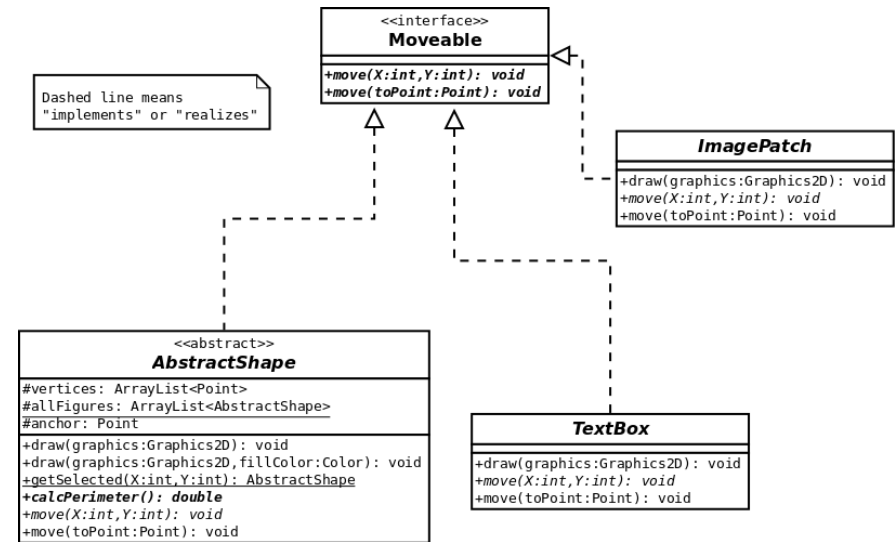 <<interface>>
Moveable
+move(X:int,Y:int): void
+move(toPoint:Point): void
Dashed line means
"implements" or "realizes"
ImagePatch
+draw(graphics:Graphics2D): void
+move(X:int,Y:int): void
+move(toPoint:Point): void
<<abstract>>
AbstractShape
#vertices: ArrayList<Point>
#allFigures: ArrayList<AbstractShape>
#anchor: Point
+draw(graphics:Graphics2D): void
+draw(graphics:Graphics2D,fillColor:Color): void
+getSelected(X:int,Y:int): AbstractShape
+calcPerimeter(): double
+move(X:int,Y:int): void
+move(toPoint:Point): void
TextBox
+draw(graphics:Graphics2D): void
+move(X:int,Y:int): void
+move(toPoint:Point): void